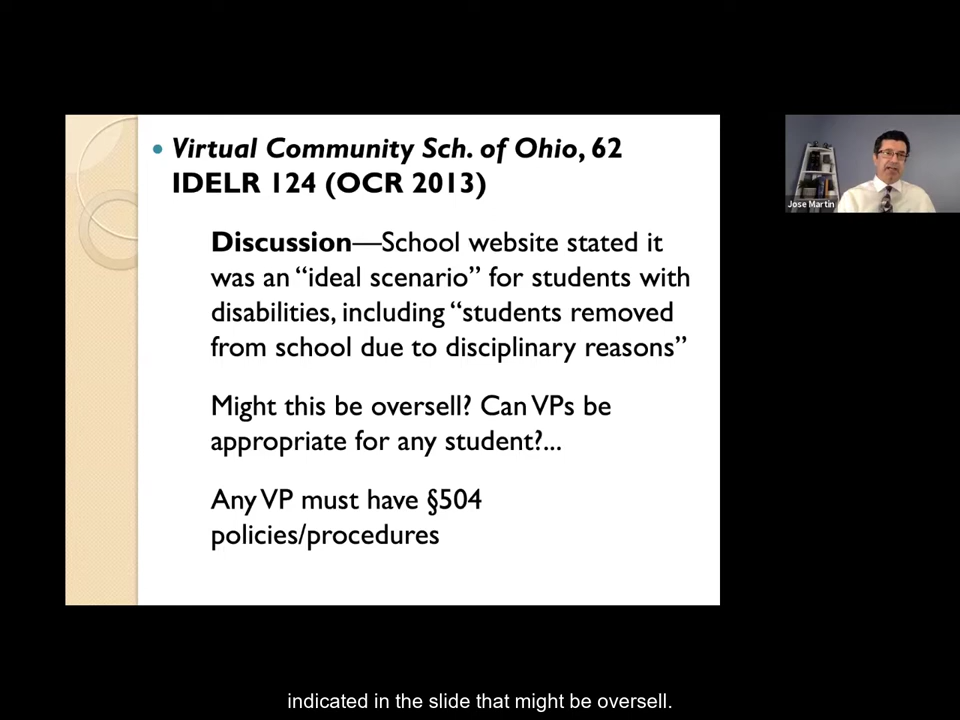 • Virtual Community Sch. of Ohio, 62
IDELR 124 (OCR 2013)
Discussion—School website stated it
was an “ideal scenario” for students with
disabilities, including “students removed
from school due to disciplinary reasons”
Might this be oversell? Can VPs be
appropriate for any student?...
Any VP must have §504
policies/procedures
Jose Martin
indicated in the slide that might be oversell.